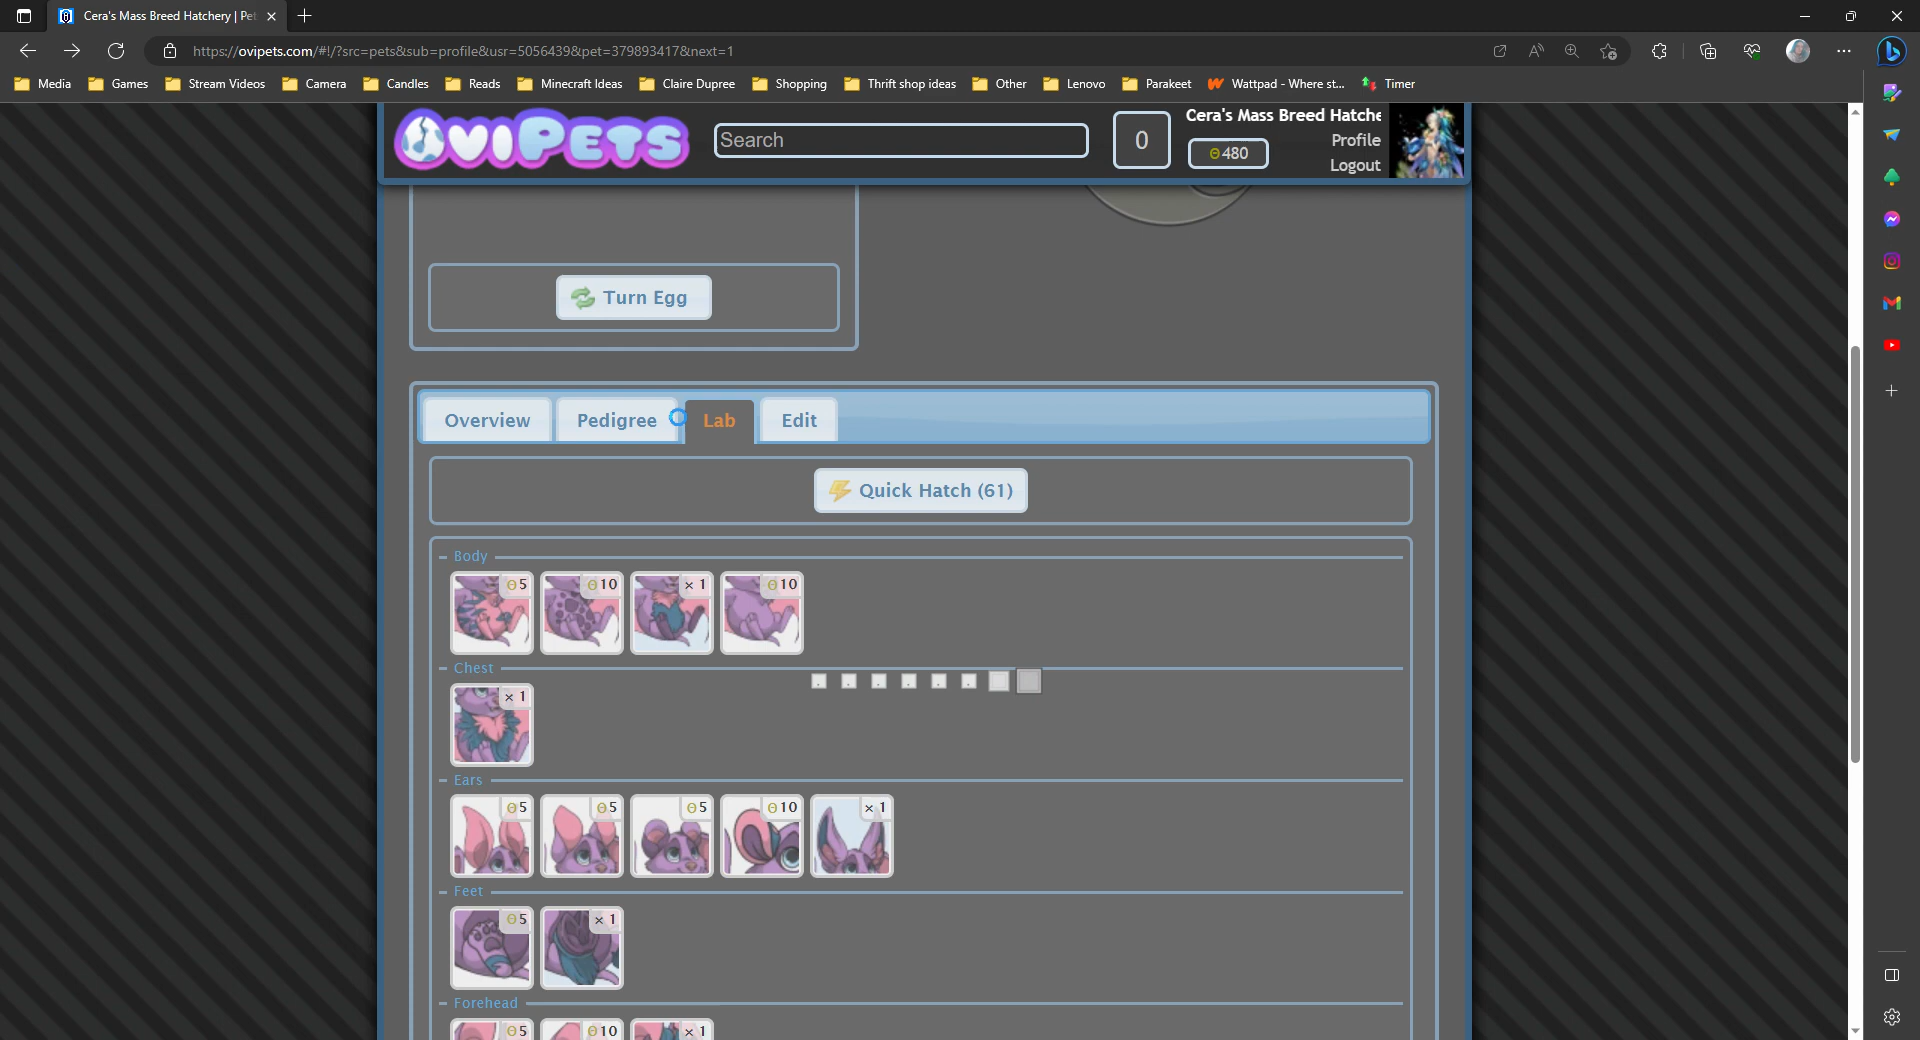 Cera's Mass Breed Hatchery | Pet
https://ovipets.com/#!/?src=pets&sub=profile&usr=5056439&pet=379893417&next=1
Media Games Stream Videos Camera Candles Reads Minecraft Ideas Claire Dupree Shopping Thrift shop ideas Other Lenovo Parakeet Wattpad - Where st... Timer
OviPets
Search
0
Cera's Mass Breed Hatche
480
Profile
Logout
Turn Egg
Overview Pedigree Lab Edit
Quick Hatch (61)
Body
5 10 × 1 10
Chest
× 1
Ears
5 5 5 10 × 1
Feet
5 × 1
Forehead
5 10 × 1